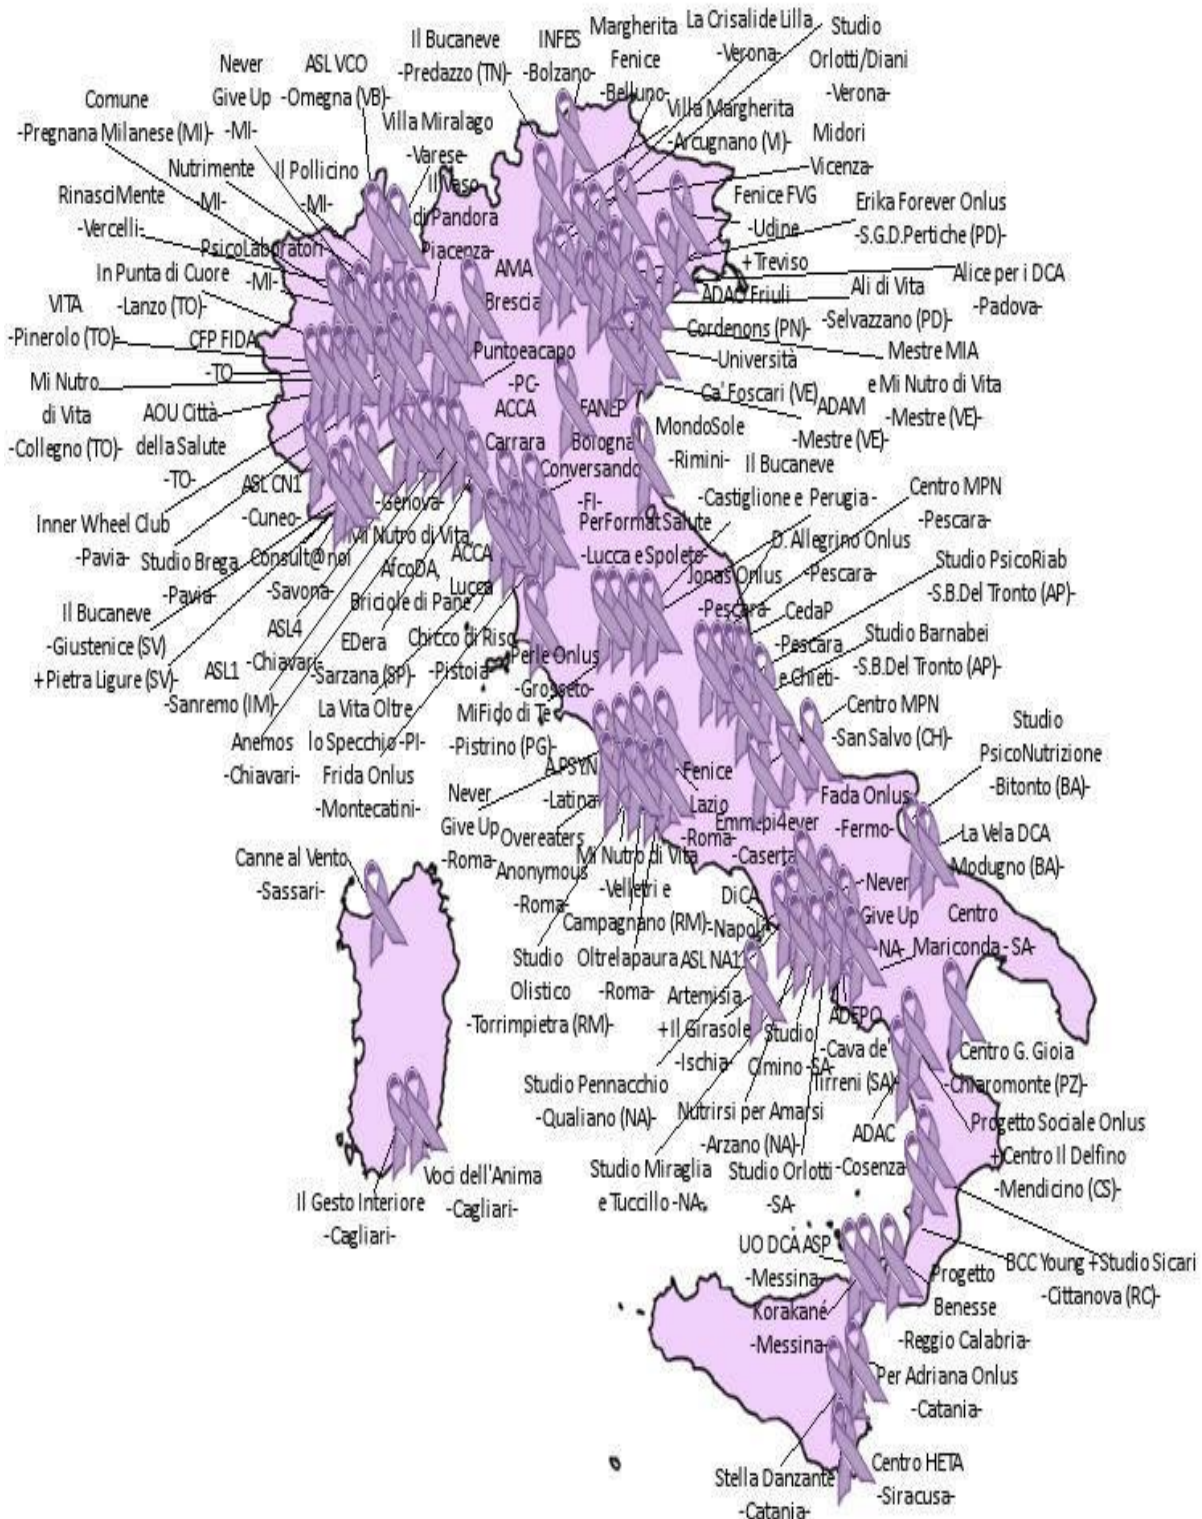 Il Bucaneve
-Predazzo (TN)-
INFES
-Bolzano-
Margherita
Fenice
-Belluno-
La Crisalide Lilla
-Verona-
Studio
Orlotti/Diani
-Verona-
Never
Give Up
-MI-
ASL VCO
-Omegna (VB)-
Comune
-Pregnana Milanese (MI)-
Villa Miralago
-Varese-
Villa Margherita
-Arcugnano (VI)-
Midori
Vicenza-
Nutrimente
-MI-
Il Pollicino
-MI-
Il Vaso
di Pandora
Piacenza-
RinasciMente
-Vercelli-
PsicoLaboratori-
-MI-
Fenice FVG
-Udine
+Treviso
Erika Forever Onlus
-S.G.D.Pertiche (PD)-
In Punta di Cuore
-Lanzo (TO)-
AMA
Brescia
ADAO Friuli
Cordenons (PN)-
Ali di Vita
-Selvazzano (PD)-
Alice per i DCA
-Padova-
VITA
-Pinerolo (TO)-
CFP FIDA
-TO
Puntoeacapo
-PC-
Università
Ca' Foscari (VE)
Mestre MIA
e Mi Nutro di Vita
-Mestre (VE)-
Mi Nutro
di Vita
-Collegno (TO)-
AOU Città
della Salute
-TO-
ACCA
Carrara
FANEP
Bologna
ADAM
-Mestre (VE)-
MondoSole
-Rimini-
Inner Wheel Club
-Pavia-
ASL CN1
-Cuneo-
-Genova-
Mi Nutro di Vita
Conversando
-FI-
Il Bucaneve
-Castiglione e Perugia -
Centro MPN
-Pescara-
Studio Brega
-Pavia-
Consult@noi
-Savona-
AfcoDA,
Briciole di Pane
ACCA
Lucca
PerFormat Salute
-Lucca e Spoleto-
D. Allegrino Onlus
-Pescara-
Jonas Onlus
-Pescara-
Studio PsicoRiab
-S.B.Del Tronto (AP)-
Il Bucaneve
-Giustenice (SV)
+Pietra Ligure (SV)-
ASL4
-Chiavari-
EDera
-Sarzana (SP)-
Chicco di Riso
-Pistoia-
Perle Onlus
-Grosseto-
CedaP
-Pescara
e Chieti-
Studio Barnabei
-S.B.Del Tronto (AP)-
ASL1
-Sanremo (IM)-
La Vita Oltre
lo Specchio -PI-
MiFido di Te
-Pistrino (PG)-
Centro MPN
-San Salvo (CH)-
Anemos
-Chiavari-
Frida Onlus
-Montecatini-
A.PSYN
-Latina-
Fenice
Lazio
-Roma-
Studio
PsicoNutrizione
-Bitonto (BA)-
Never
Give Up
-Roma-
Overeaters
Anonymous
-Roma-
Mi Nutro di Vita
-Velletri e
Campagnano (RM)-
Emmepi4ever
-Caserta
Fada Onlus
-Fermo-
La Vela DCA
Modugno (BA)-
Canne al Vento
-Sassari-
DiCA
-Napoli
Never
Give Up
-NA-
Centro
Mariconda - SA-
Studio
Olistico
-Torrimpietra (RM)-
Oltrelapaura
-Roma-
ASL NA1
Artemisia
+Il Girasole
-Ischia-
Studio
Cimino -SA-
ADEPO
-Cava de'
Tirreni (SA)-
Centro G. Gioia
-Chiaromonte (PZ)-
Studio Pennacchio
-Qualiano (NA)-
Nutrirsi per Amarsi
-Arzano (NA)-
ADAC
-Cosenza
Progetto Sociale Onlus
+Centro Il Delfino
-Mendicino (CS)-
Studio Miraglia
e Tuccillo -NA-
Studio Orlotti
-SA-
Il Gesto Interiore
-Cagliari-
Voci dell'Anima
-Cagliari-
UO DCA ASP
-Messina-
BCC Young +Studio Sicari
-Cittanova (RC)-
Korakané
-Messina-
Progetto
Benesse
-Reggio Calabria-
Per Adriana Onlus
-Catania-
Stella Danzante
-Catania-
Centro HETA
-Siracusa-